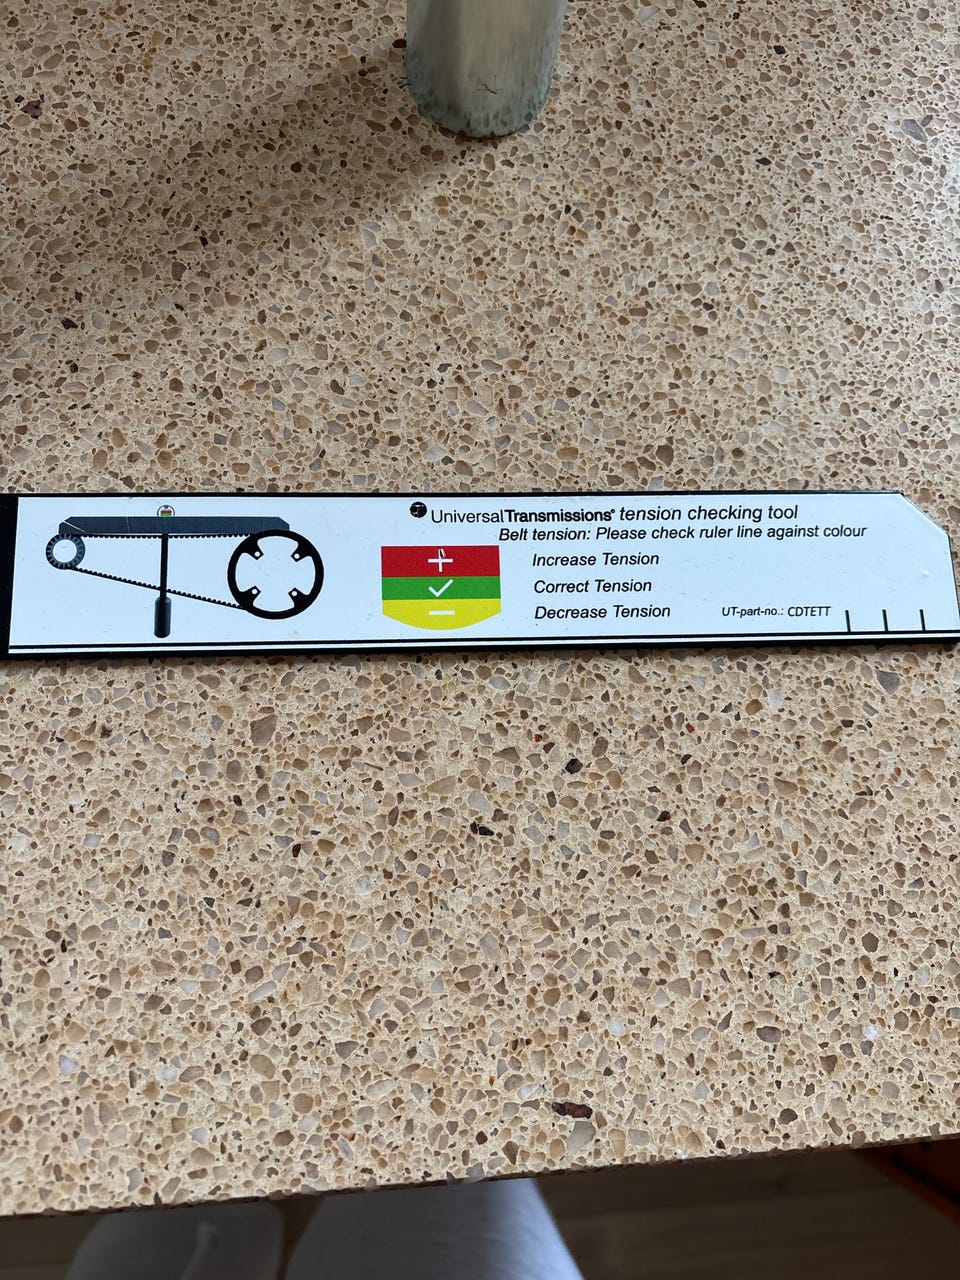 UniversalTransmissions® tension checking tool
Belt tension: Please check ruler line against colour
Increase Tension
Correct Tension
Decrease Tension
UT-part-no.: CDTETT